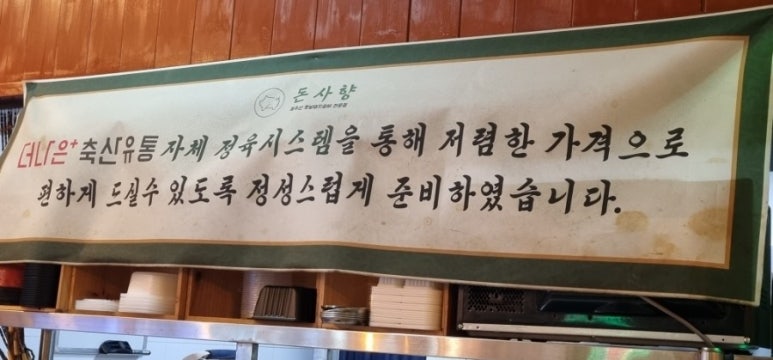 돈사향
더나은+ 축산유통 자체 정육시스템을 통해 저렴한 가격으로
편하게 드실수 있도록 정성스럽게 준비하였습니다.